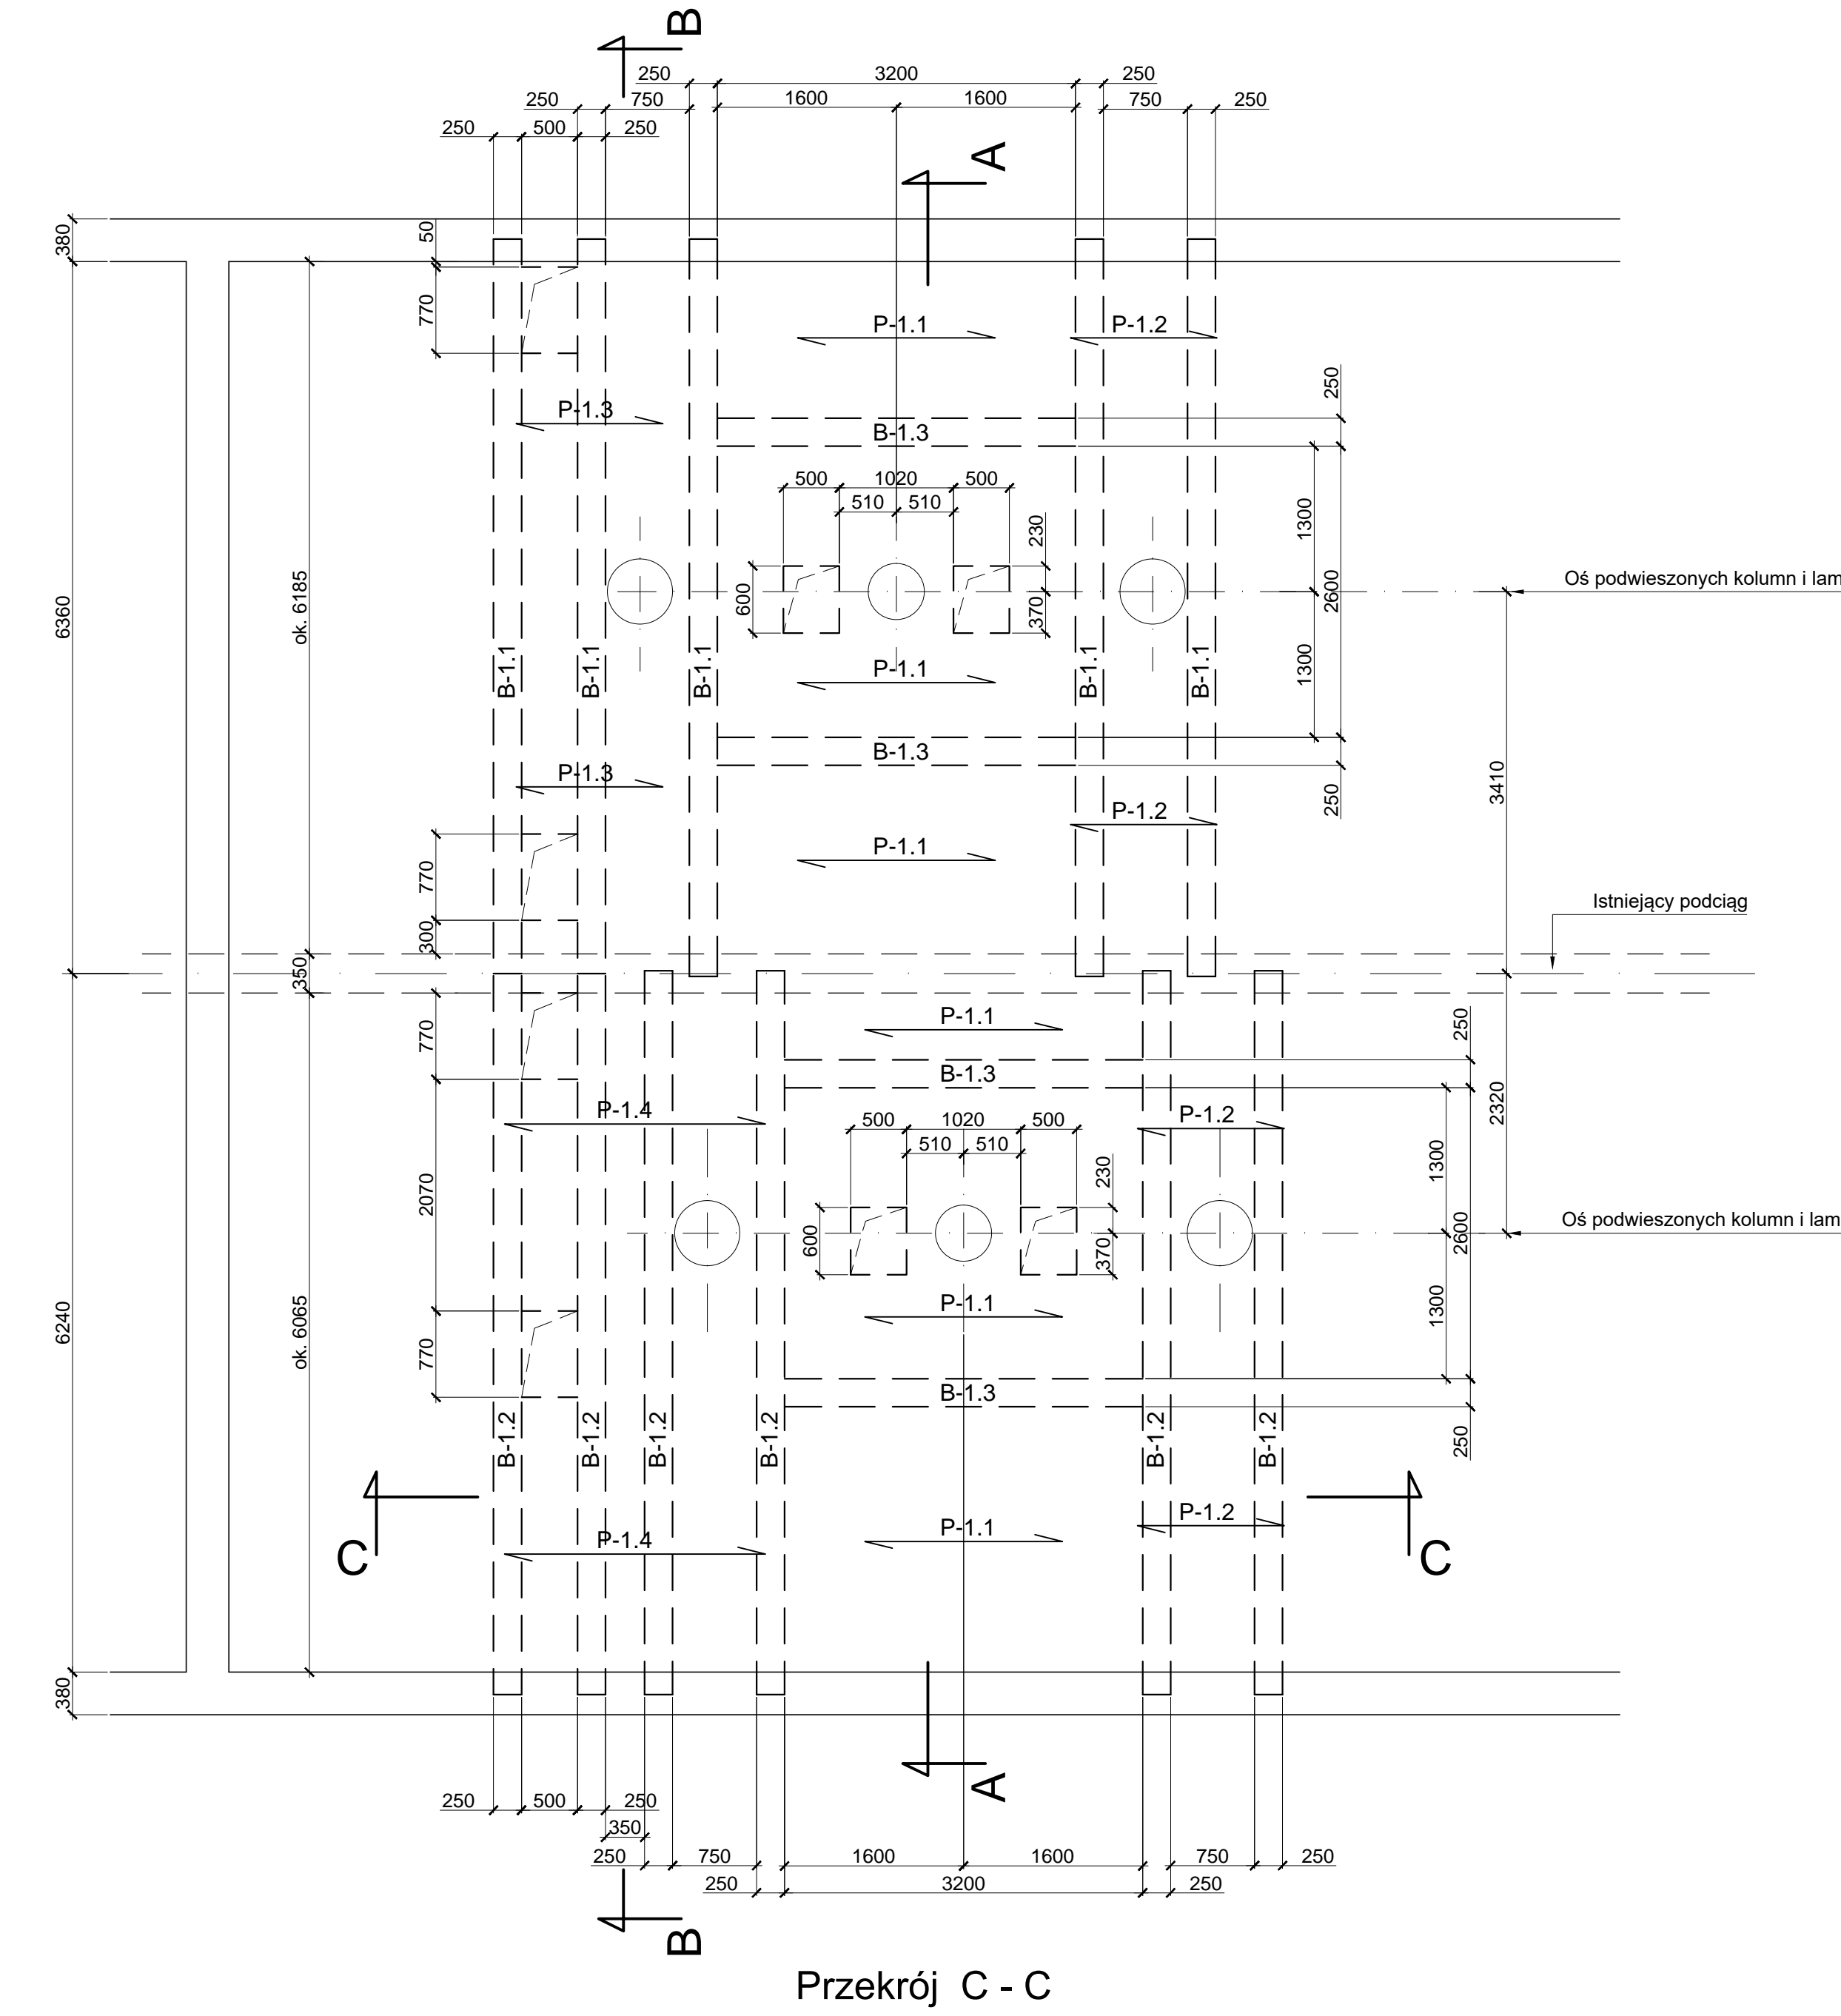 B
250
3200
250
250
750
1600
1600
750
250
250
500
250
A
380
50
770
P-1.1
P-1.2
250
P-1.3
B-1.3
500
1020
500
510
510
230
1300
Oś podwieszonych kolumn i lam
600
2600
370
6360
ok. 6185
B-1.1
B-1.1
B-1.1
P-1.1
B-1.1
B-1.1
1300
B-1.3
P-1.3
250
3410
P-1.2
770
P-1.1
Istniejący podciąg
300
350
P-1.1
250
770
B-1.3
2320
P-1.4
P-1.2
500
1020
500
510
510
230
1300
2070
Oś podwieszonych kolumn i lam
600
2600
370
6240
ok. 6065
P-1.1
1300
770
B-1.3
250
B-1.2
B-1.2
B-1.2
B-1.2
B-1.2
B-1.2
P-1.2
P-1.1
P-1.4
C
C
380
A
250
500
250
350
250
750
1600
1600
750
250
250
3200
250
B
Przekrój C - C